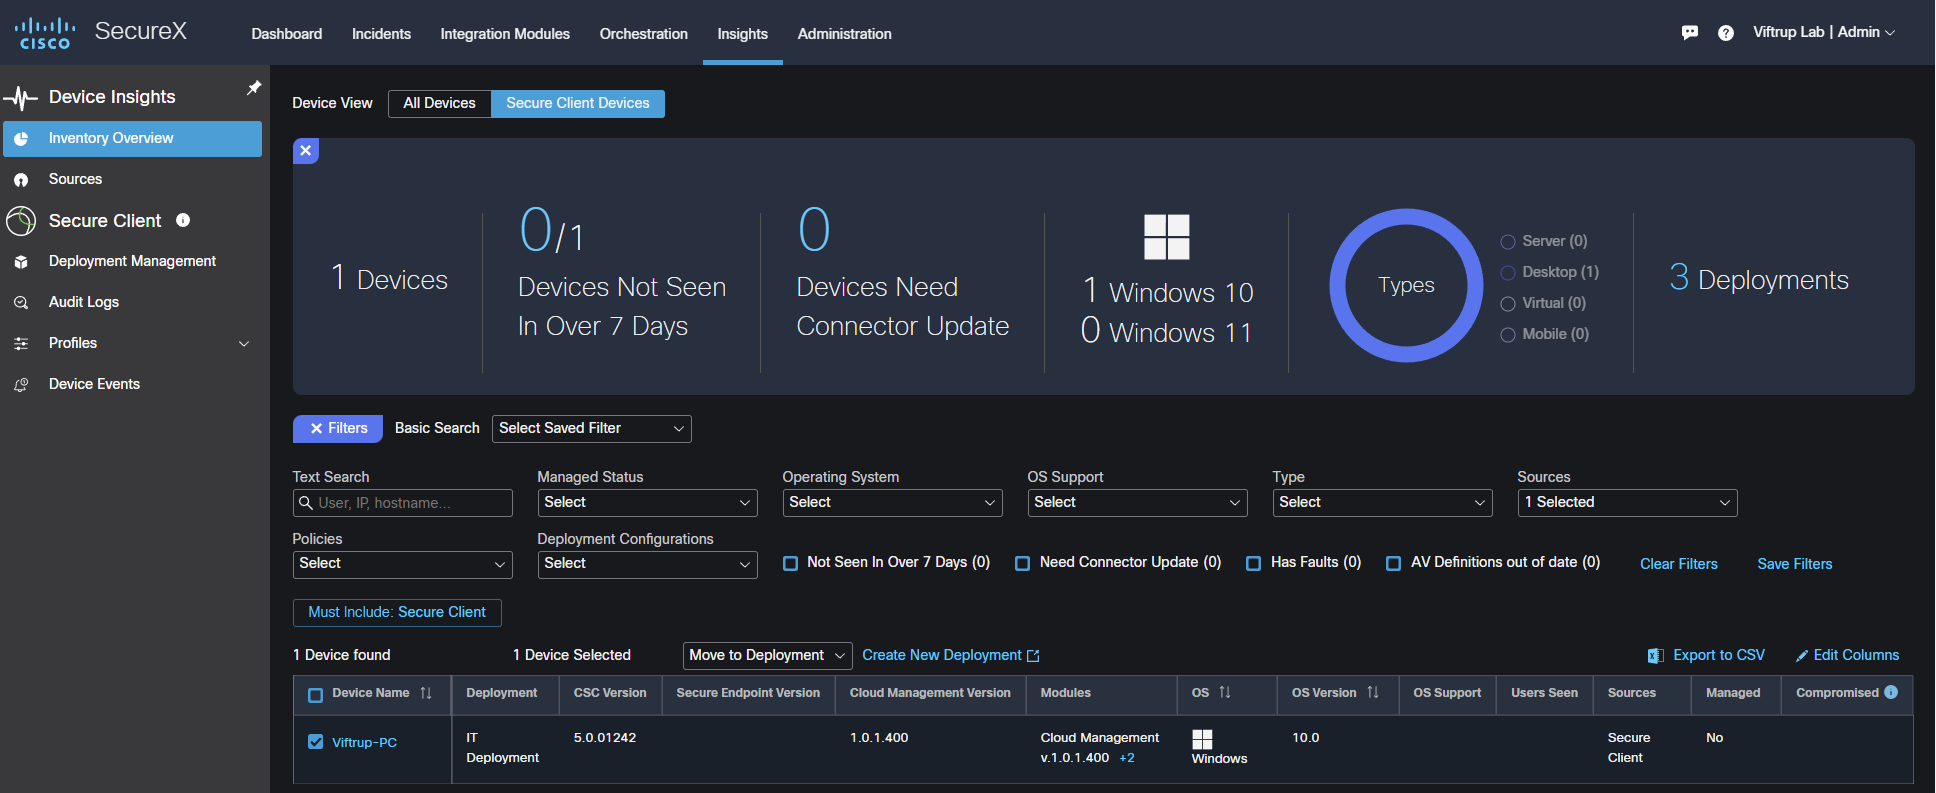 CISCO SecureX
Dashboard Incidents Integration Modules Orchestration Insights Administration
Viftrup Lab | Admin
Device Insights
Inventory Overview
Sources
Secure Client
Deployment Management
Audit Logs
Profiles
Device Events
Device View All Devices Secure Client Devices
1 Devices
0/1
Devices Not Seen
In Over 7 Days
0
Devices Need
Connector Update
1 Windows 10
0 Windows 11
Types
Server (0)
Desktop (1)
Virtual (0)
Mobile (0)
3 Deployments
Filters Basic Search Select Saved Filter
Text Search Managed Status Operating System OS Support Type Sources
User, IP, hostname... Select Select Select Select 1 Selected
Policies Deployment Configurations
Select Select Not Seen In Over 7 Days (0) Need Connector Update (0) Has Faults (0) AV Definitions out of date (0) Clear Filters Save Filters
Must Include: Secure Client
1 Device found 1 Device Selected Move to Deployment Create New Deployment Export to CSV Edit Columns
Device Name Deployment CSC Version Secure Endpoint Version Cloud Management Version Modules OS OS Version OS Support Users Seen Sources Managed Compromised
Viftrup-PC
IT
Deployment
5.0.01242
1.0.1.400
Cloud Management
v.1.0.1.400 +2
Windows
10.0
Secure
Client
No